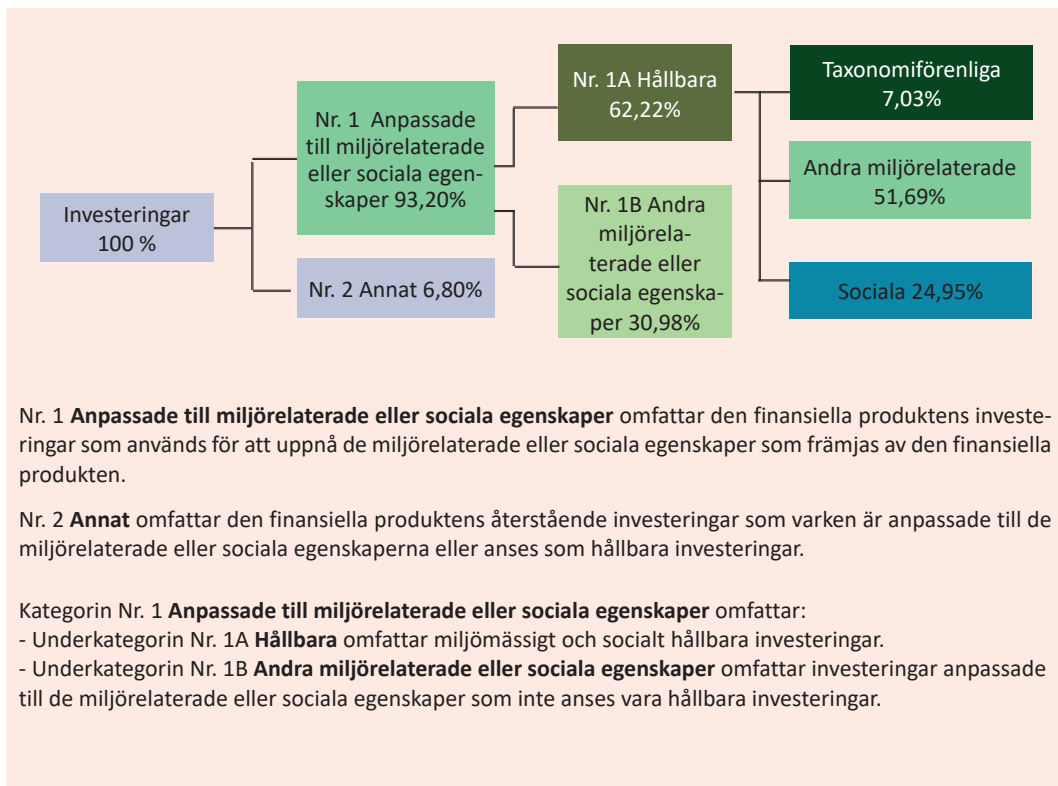 Investeringar
100 %
Nr. 1 Anpassade
till miljörelaterade
eller sociala egen-
skaper 93,20%
Nr. 2 Annat 6,80%
Nr. 1A Hållbara
62,22%
Nr. 1B Andra
miljörela-
terade eller
sociala egenska-
per 30,98%
Taxonomiförenliga
7,03%
Andra miljörelaterade
51,69%
Sociala 24,95%
Nr. 1 Anpassade till miljörelaterade eller sociala egenskaper omfattar den finansiella produktens investe-
ringar som används för att uppnå de miljörelaterade eller sociala egenskaper som främjas av den finansiella
produkten.
Nr. 2 Annat omfattar den finansiella produktens återstående investeringar som varken är anpassade till de
miljörelaterade eller sociala egenskaperna eller anses som hållbara investeringar.
Kategorin Nr. 1 Anpassade till miljörelaterade eller sociala egenskaper omfattar:
- Underkategorin Nr. 1A Hållbara omfattar miljömässigt och socialt hållbara investeringar.
- Underkategorin Nr. 1B Andra miljörelaterade eller sociala egenskaper omfattar investeringar anpassade
till de miljörelaterade eller sociala egenskaper som inte anses vara hållbara investeringar.